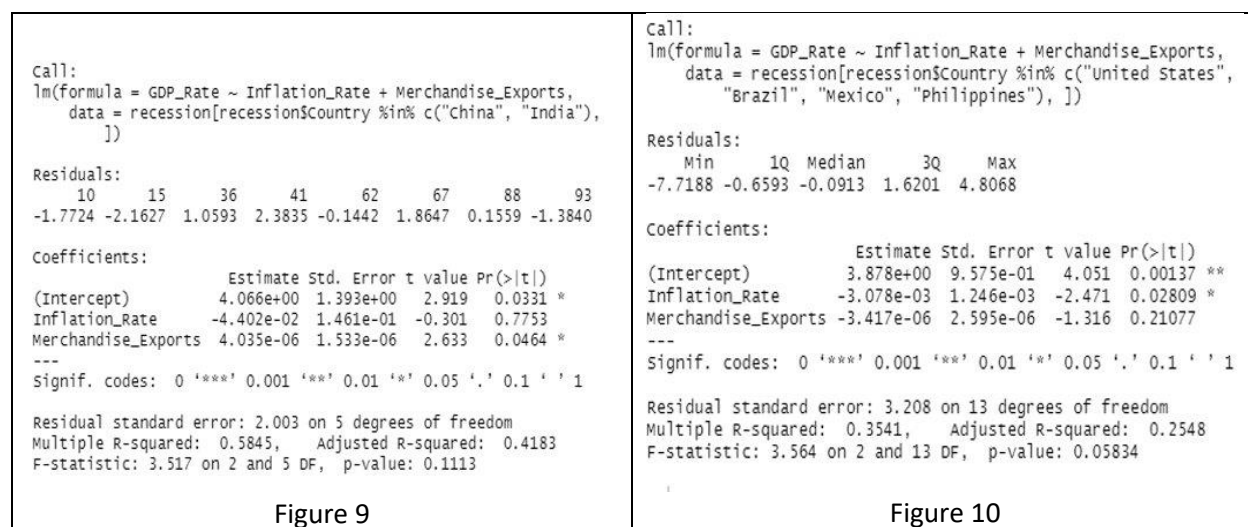 Call:
lm(formula = GDP_Rate ~ Inflation_Rate + Merchandise_Exports,
    data = recession[recession$Country %in% c("China", "India"),
        ])
Residuals:
     10      15      36      41      62      67      88      93
-1.7724 -2.1627  1.0593  2.3835 -0.1442  1.8647  0.1559 -1.3840
Coefficients:
                      Estimate Std. Error t value Pr(>|t|)
(Intercept)          4.066e+00  1.393e+00   2.919   0.0331 *
Inflation_Rate      -4.402e-02  1.461e-01  -0.301   0.7753
Merchandise_Exports  4.035e-06  1.533e-06   2.633   0.0464 *
---
Signif. codes:  0 ‘***’ 0.001 ‘**’ 0.01 ‘*’ 0.05 ‘.’ 0.1 ‘ ’ 1
Residual standard error: 2.003 on 5 degrees of freedom
Multiple R-squared:  0.5845,    Adjusted R-squared:  0.4183
F-statistic: 3.517 on 2 and 5 DF,  p-value: 0.1113
Figure 9
Call:
lm(formula = GDP_Rate ~ Inflation_Rate + Merchandise_Exports,
    data = recession[recession$Country %in% c("United States",
        "Brazil", "Mexico", "Philippines"), ])
Residuals:
    Min      1Q  Median      3Q     Max
-7.7188 -0.6593 -0.0913  1.6201  4.8068
Coefficients:
                      Estimate Std. Error t value Pr(>|t|)
(Intercept)          3.878e+00  9.575e-01   4.051  0.00137 **
Inflation_Rate      -3.078e-03  1.246e-03  -2.471  0.02809 *
Merchandise_Exports -3.417e-06  2.595e-06  -1.316  0.21077
---
Signif. codes:  0 ‘***’ 0.001 ‘**’ 0.01 ‘*’ 0.05 ‘.’ 0.1 ‘ ’ 1
Residual standard error: 3.208 on 13 degrees of freedom
Multiple R-squared:  0.3541,    Adjusted R-squared:  0.2548
F-statistic: 3.564 on 2 and 13 DF,  p-value: 0.05834
Figure 10